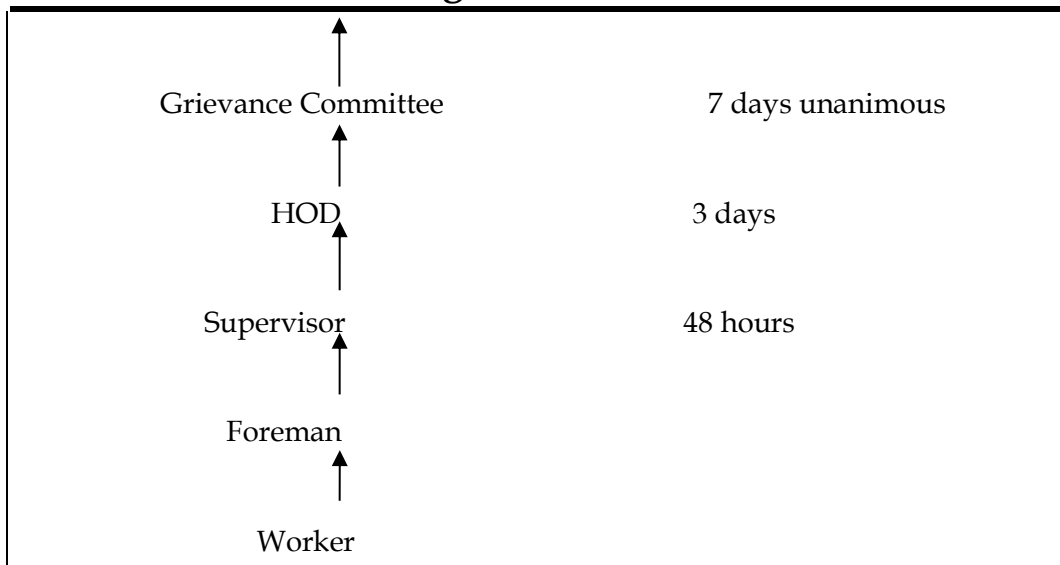 Grievance Committee 7 days unanimous
HOD 3 days
Supervisor 48 hours
Foreman
Worker